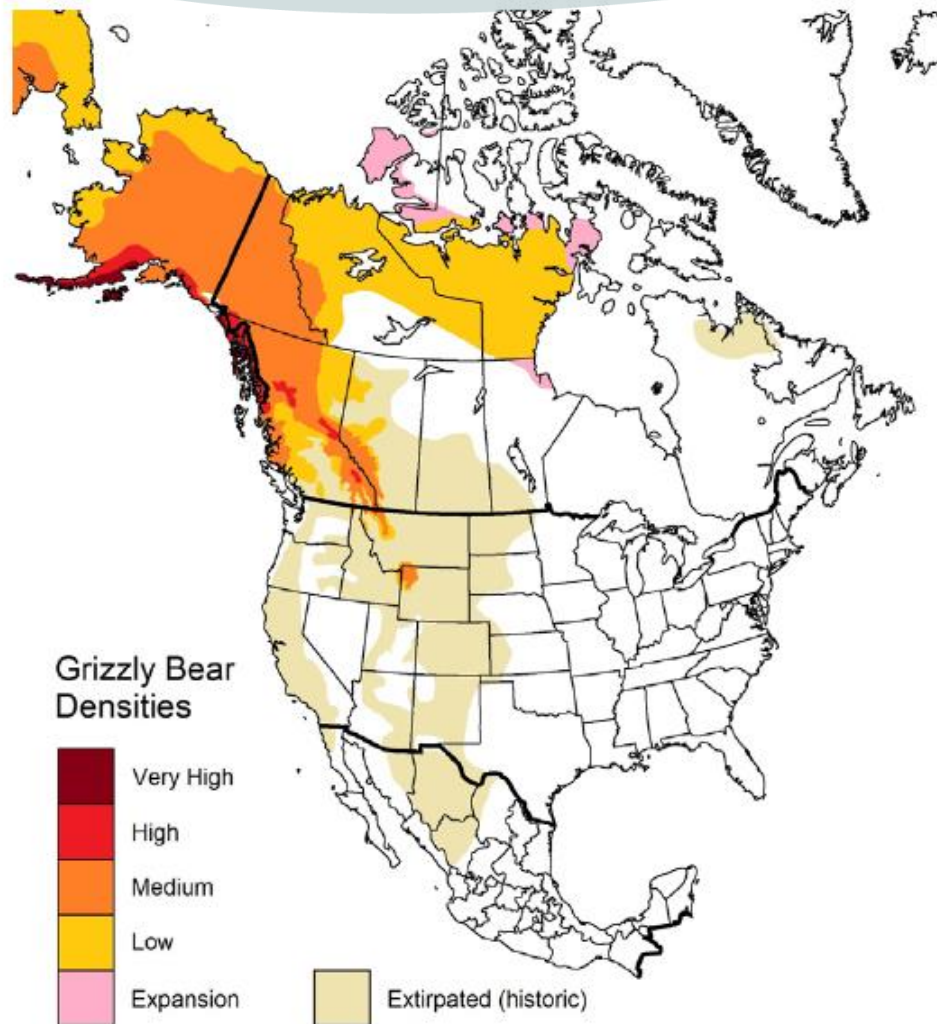 Grizzly Bear
Densities
Very High
High
Medium
Low
Expansion
Extirpated (historic)